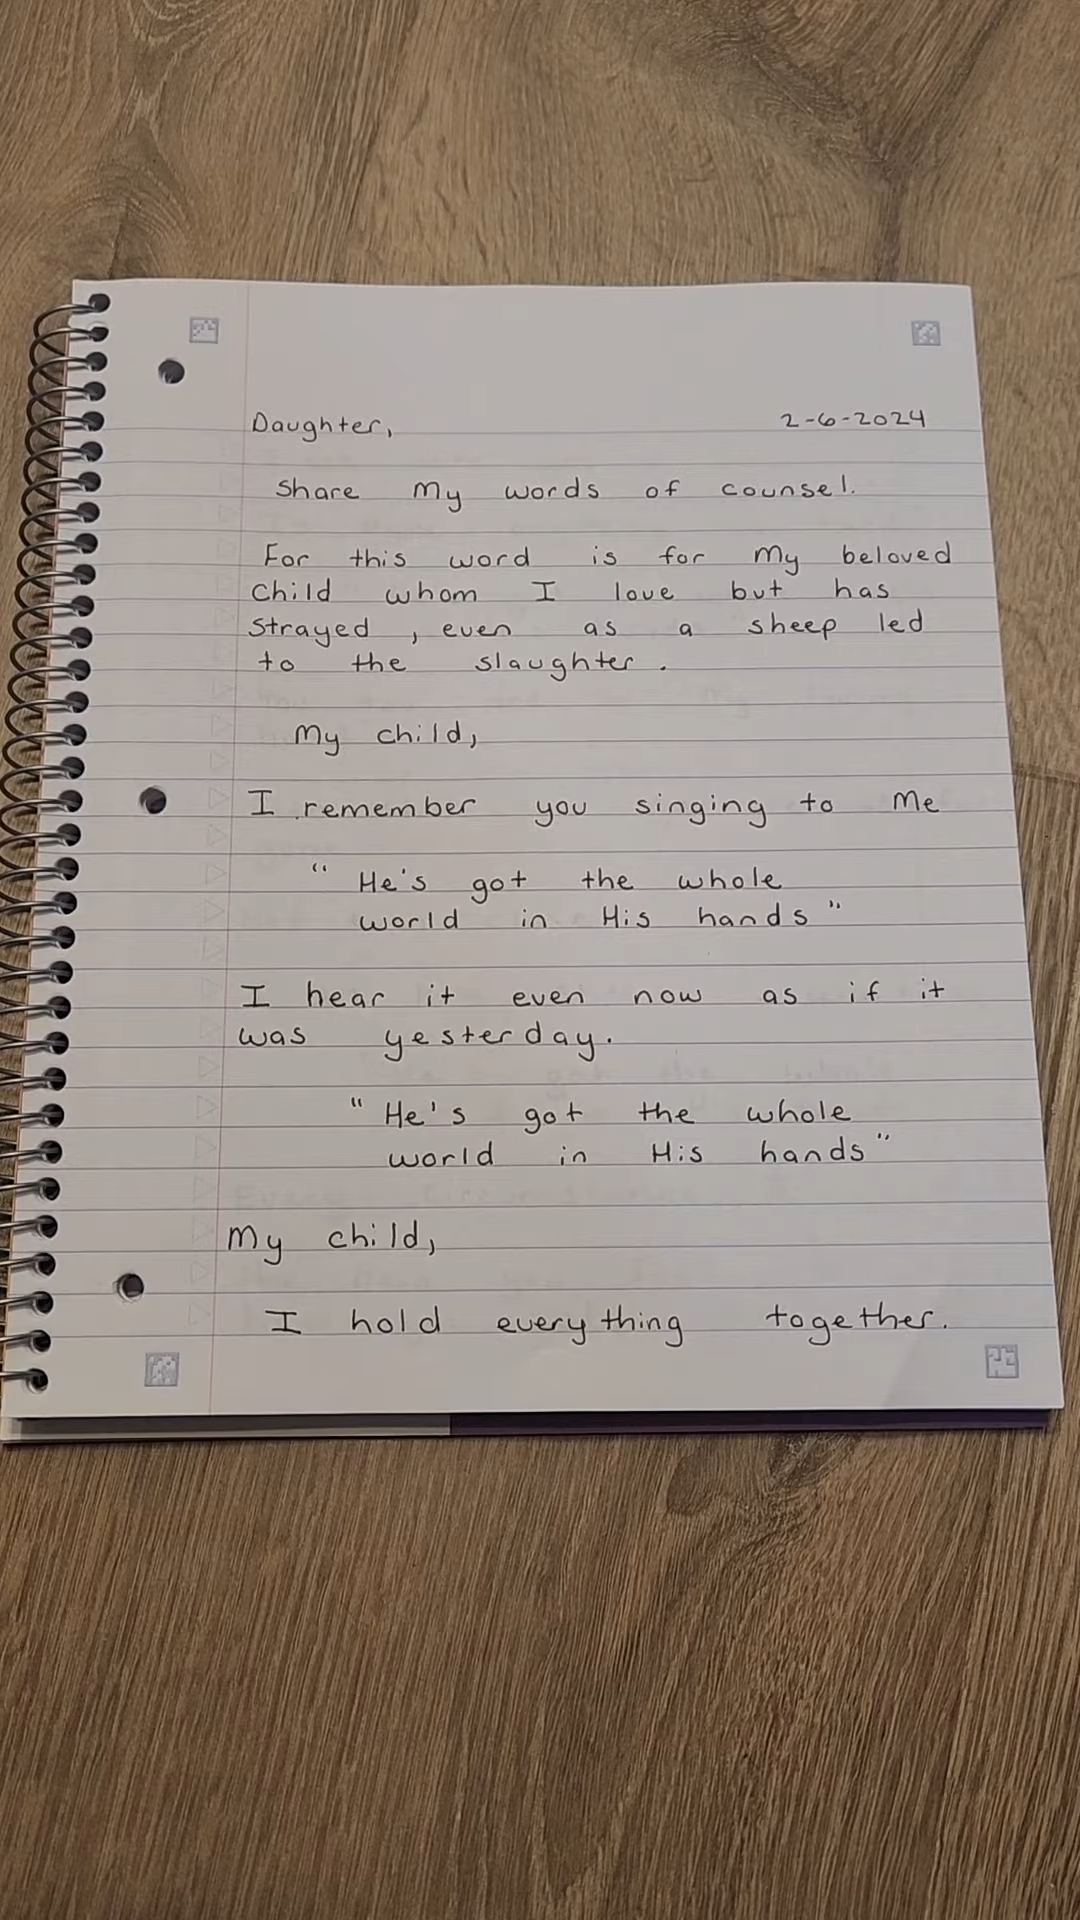 Daughter, 2-6-2024
Share My words of counsel.
For this word is for My beloved
child whom I love but has
strayed, even as a sheep led
to the slaughter.
My child,
I remember you singing to Me
" He's got the whole
world in His hands "
I hear it even now as if it
was yesterday.
" He's got the whole
world in His hands "
My child,
I hold everything together.